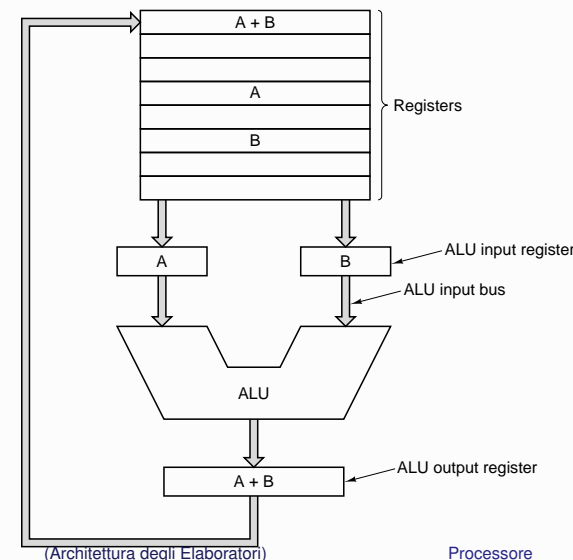 A + B
A
Registers
B
A
B
ALU input register
ALU input bus
ALU
ALU output register
A + B
(Architettura degli Elaboratori)
Processore